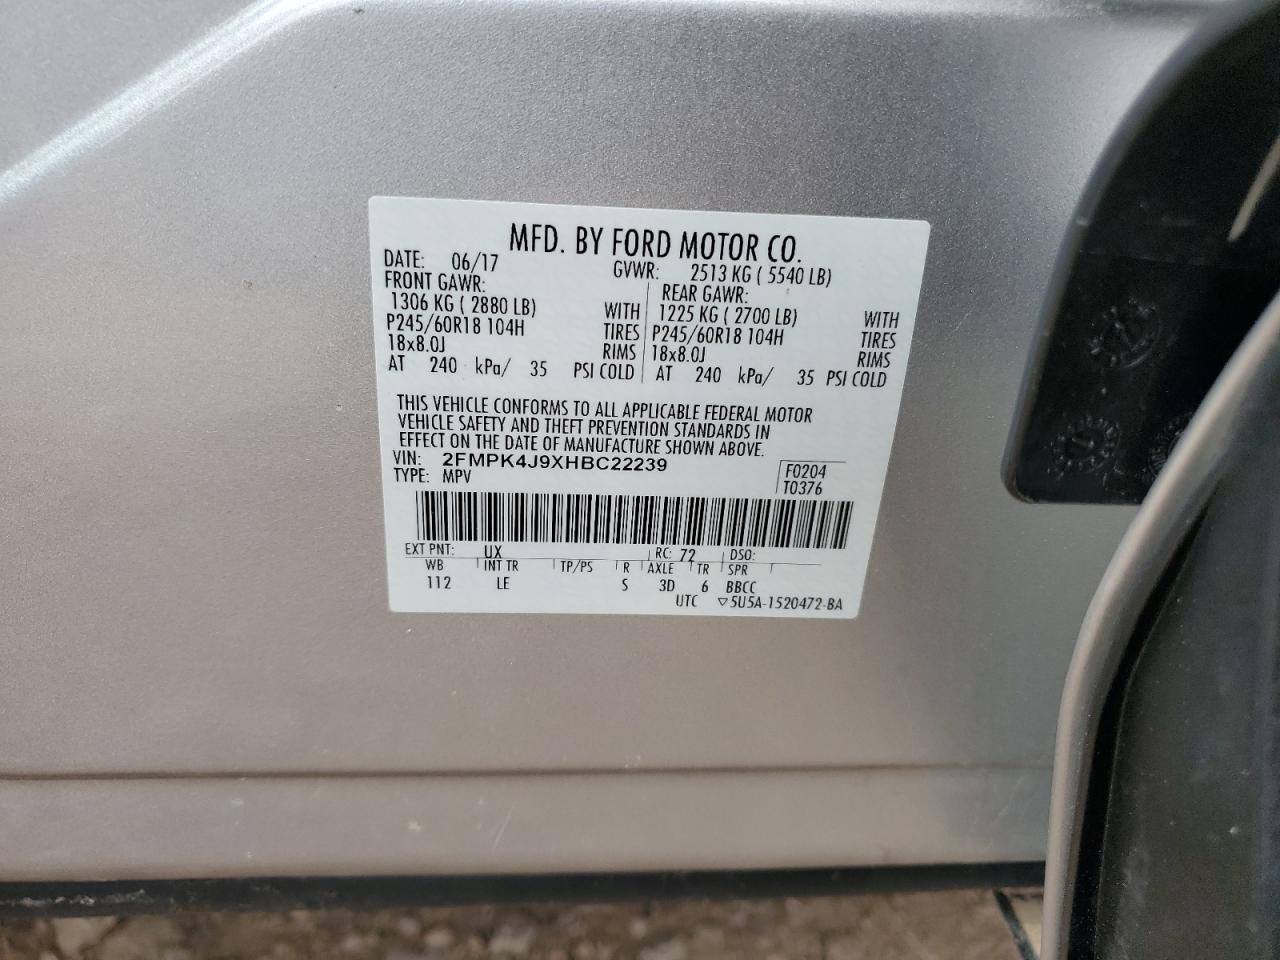 MFD. BY FORD MOTOR CO.
DATE: 06/17 GVWR: 2513 KG ( 5540 LB)
FRONT GAWR: REAR GAWR:
1306 KG ( 2880 LB) WITH 1225 KG ( 2700 LB) WITH
P245/60R18 104H TIRES P245/60R18 104H TIRES
18x8.0J RIMS 18x8.0J RIMS
AT 240 kPa/ 35 PSI COLD AT 240 kPa/ 35 PSI COLD
THIS VEHICLE CONFORMS TO ALL APPLICABLE FEDERAL MOTOR
VEHICLE SAFETY AND THEFT PREVENTION STANDARDS IN
EFFECT ON THE DATE OF MANUFACTURE SHOWN ABOVE.
VIN: 2FMPK4J9XHBC22239 F0204
TYPE: MPV T0376
EXT PNT: UX RC: 72 DSO:
WB INT TR TP/PS R AXLE TR SPR
112 LE S 3D 6 BBCC
UTC ▽5U5A-1520472-BA